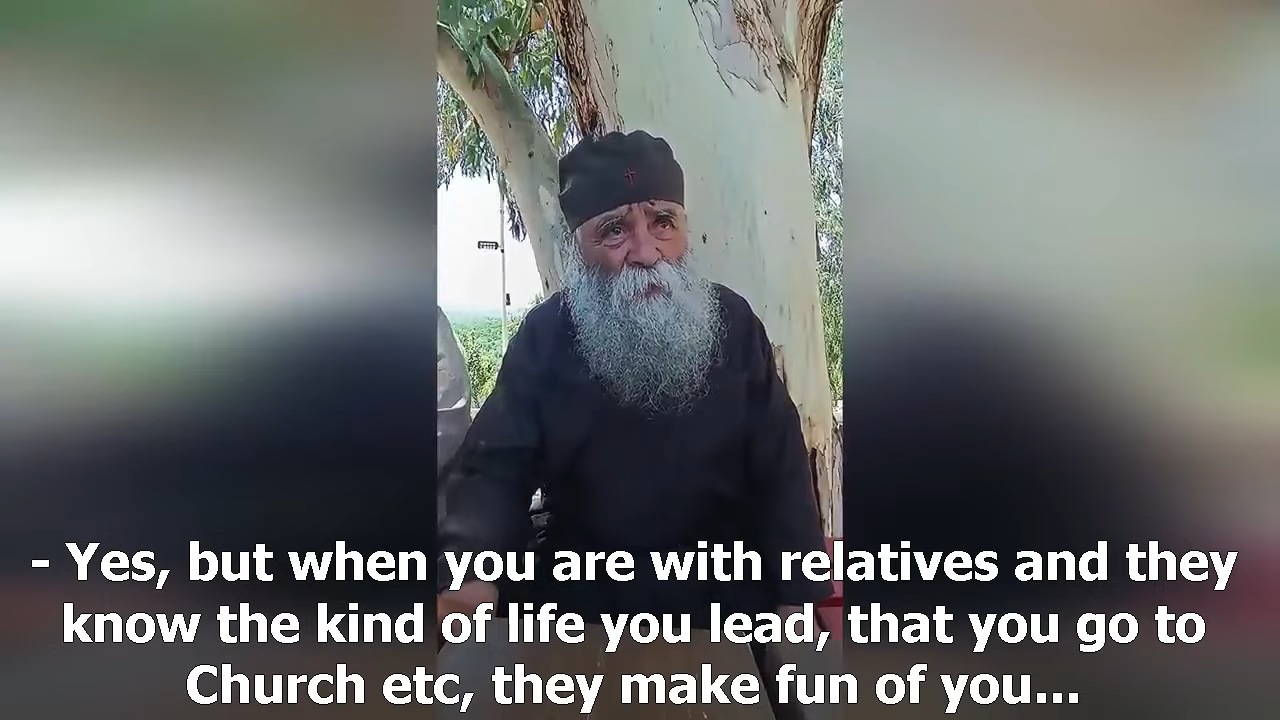 - Yes, but when you are with relatives and they
know the kind of life you lead, that you go to
Church etc, they make fun of you...